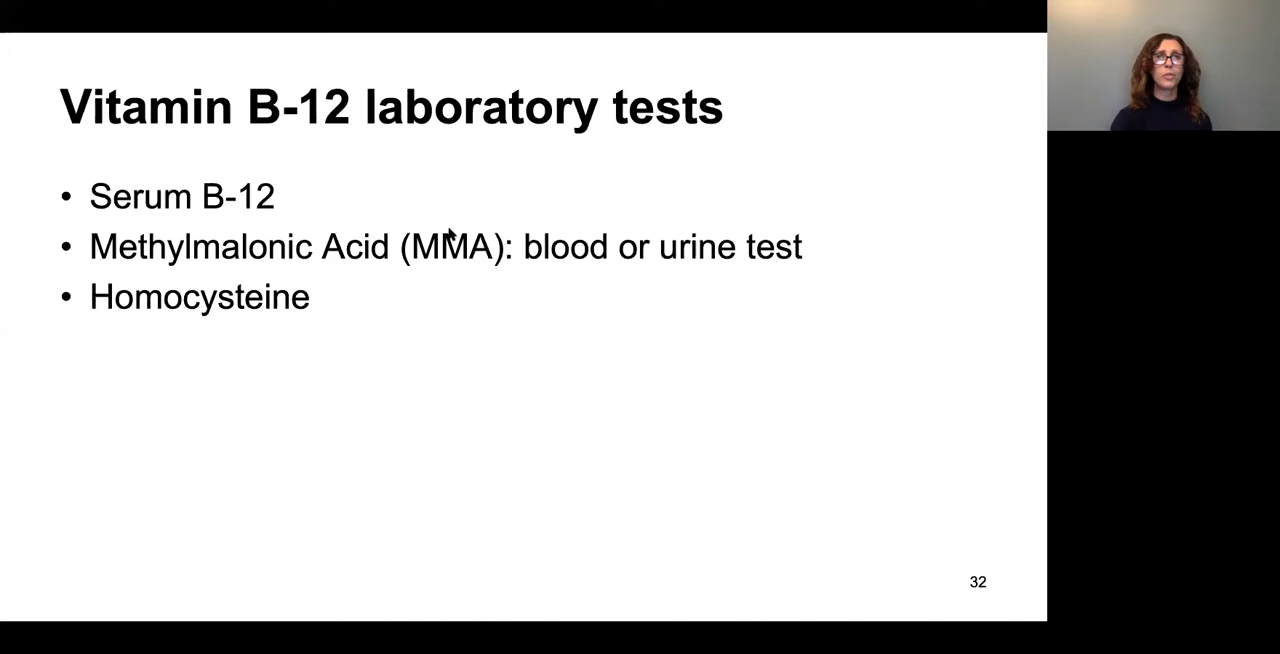 Vitamin B-12 laboratory tests
• Serum B-12
• Methylmalonic Acid (MMA): blood or urine test
• Homocysteine
32